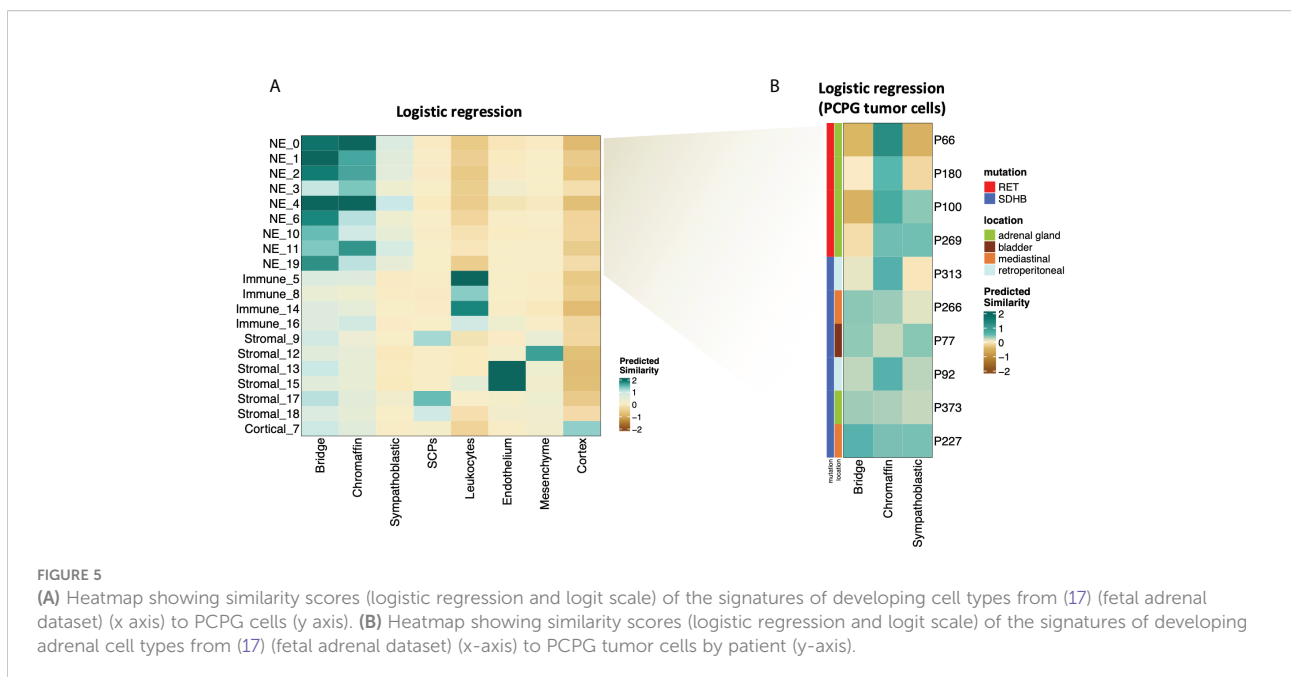 A
Logistic regression
NE_0
NE_1
NE_2
NE_3
NE_4
NE_6
NE_10
NE_11
NE_19
Immune_5
Immune_8
Immune_14
Immune_16
Stromal_9
Stromal_12
Stromal_13
Stromal_15
Stromal_17
Stromal_18
Cortical_7
Bridge
Chromaffin
Sympathoblastic
SCPs
Leukocytes
Endothelium
Mesenchyme
Cortex
Predicted
Similarity
2
1
0
−1
−2
B
Logistic regression
(PCPG tumor cells)
P66
P180
P100
P269
P313
P266
P77
P92
P373
P227
mutation
location
Bridge
Chromaffin
Sympathoblastic
mutation
RET
SDHB
location
adrenal gland
bladder
mediastinal
retroperitoneal
Predicted
Similarity
2
1
0
−1
−2
FIGURE 5
(A) Heatmap showing similarity scores (logistic regression and logit scale) of the signatures of developing cell types from (17) (fetal adrenal
dataset) (x axis) to PCPG cells (y axis). (B) Heatmap showing similarity scores (logistic regression and logit scale) of the signatures of developing
adrenal cell types from (17) (fetal adrenal dataset) (x-axis) to PCPG tumor cells by patient (y-axis).